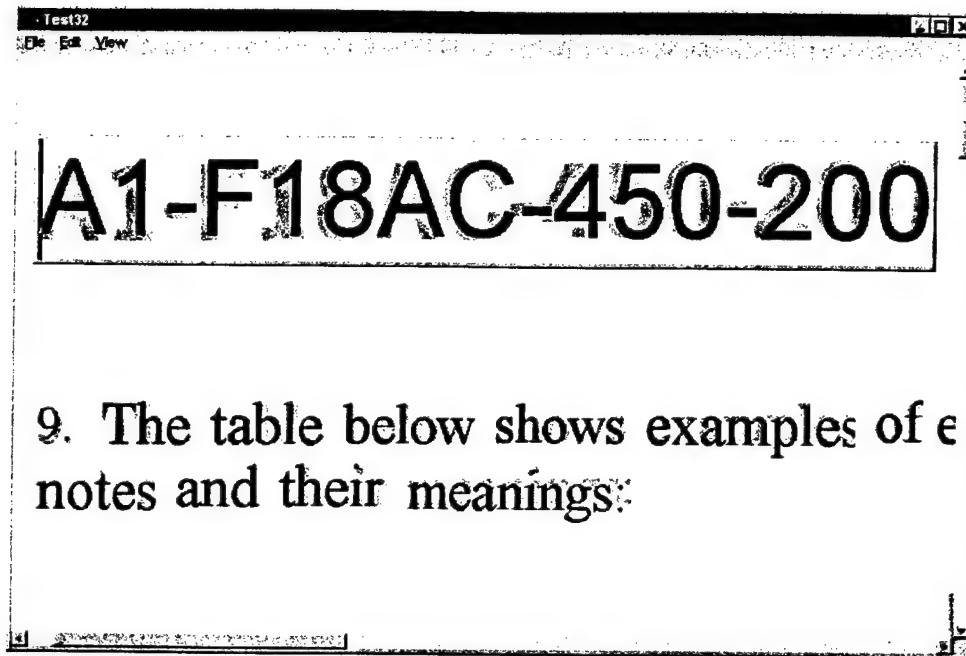 Test32
File Edit View
A1-F18AC-450-200
9. The table below shows examples of e
notes and their meanings: